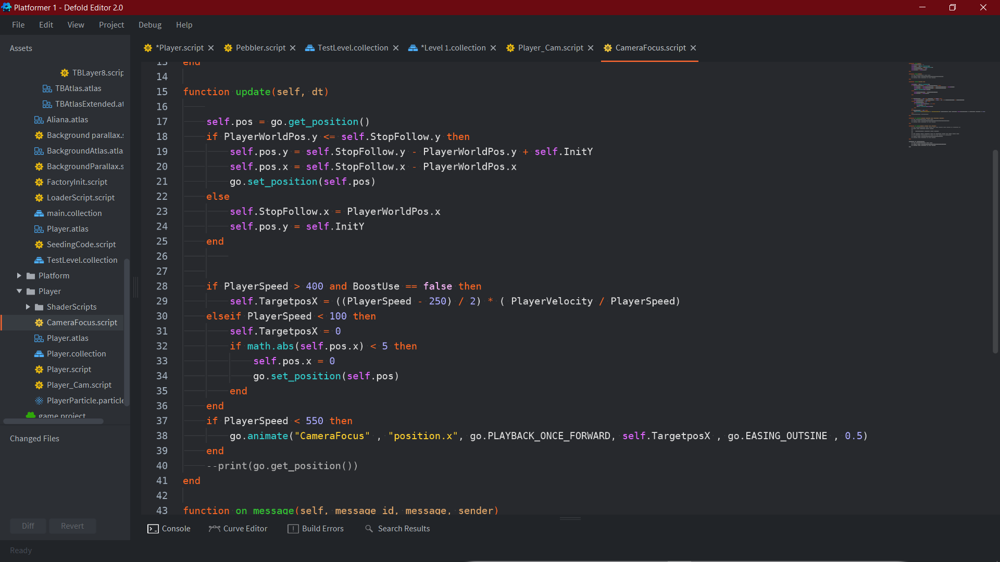 Platformer 1 - Defold Editor 2.0
File Edit View Project Debug Help
Assets
*Player.script Pebbler.script TestLevel.collection *Level 1.collection Player_Cam.script CameraFocus.script
TBLayer8.scrip
TBAtlas.atlas
TBAtlasExtended.at
Aliana.atlas
Background parallax.s
BackgroundAtlas.atla
BackgroundParallax.s
FactoryInit.script
LoaderScript.script
main.collection
Player.atlas
SeedingCode.script
TestLevel.collection
Platform
Player
ShaderScripts
CameraFocus.script
Player.atlas
Player.collection
Player.script
Player_Cam.script
PlayerParticle.particle
game.project
13 end
14
15 function update(self, dt)
16
17 self.pos = go.get_position()
18 if PlayerWorldPos.y <= self.StopFollow.y then
19 self.pos.y = self.StopFollow.y - PlayerWorldPos.y + self.InitY
20 self.pos.x = self.StopFollow.x - PlayerWorldPos.x
21 go.set_position(self.pos)
22 else
23 self.StopFollow.x = PlayerWorldPos.x
24 self.pos.y = self.InitY
25 end
26
27
28 if PlayerSpeed > 400 and BoostUse == false then
29 self.TargetposX = ((PlayerSpeed - 250) / 2) * ( PlayerVelocity / PlayerSpeed)
30 elseif PlayerSpeed < 100 then
31 self.TargetposX = 0
32 if math.abs(self.pos.x) < 5 then
33 self.pos.x = 0
34 go.set_position(self.pos)
35 end
36 end
37 if PlayerSpeed < 550 then
38 go.animate("CameraFocus" , "position.x", go.PLAYBACK_ONCE_FORWARD, self.TargetposX , go.EASING_OUTSINE , 0.5)
39 end
40 --print(go.get_position())
41 end
42
43 function on_message(self, message_id, message, sender)
Changed Files
Diff Revert
Console Curve Editor Build Errors Search Results
Ready